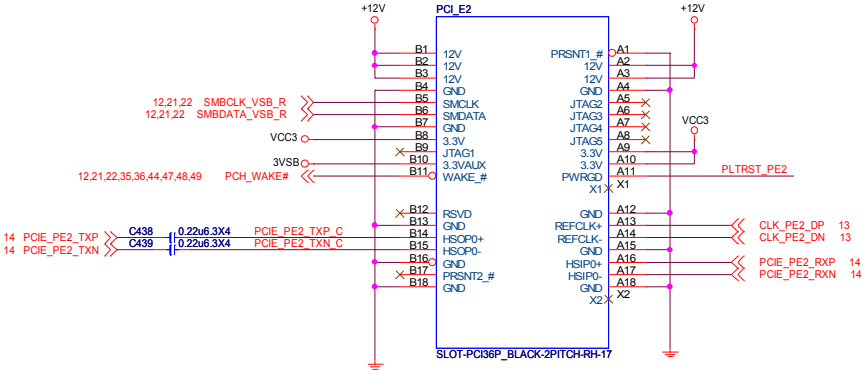 +12V PCI_E2 +12V
B1 12V PRSNT1_# A1
B2 12V 12V A2
B3 12V 12V A3
B4 GND GND A4
12,21,22 SMBCLK_VSB_R B5 SMCLK JTAG2 A5
12,21,22 SMBDATA_VSB_R B6 SMDATA JTAG3 A6
B7 GND JTAG4 A7
VCC3 B8 3.3V JTAG5 A8 VCC3
B9 JTAG1 3.3V A9
3VSB B10 3.3VAUX 3.3V A10
12,21,22,35,36,44,47,48,49 PCH_WAKE# B11 WAKE_# PWRGD A11 PLTRST_PE2
X1 X1
B12 RSVD GND A12
B13 GND REFCLK+ A13 CLK_PE2_DP 13
14 PCIE_PE2_TXP C438 0.22u6.3X4 PCIE_PE2_TXP_C B14 HSOP0+ REFCLK- A14 CLK_PE2_DN 13
14 PCIE_PE2_TXN C439 0.22u6.3X4 PCIE_PE2_TXN_C B15 HSOP0- GND A15
B16 GND HSIP0+ A16 PCIE_PE2_RXP 14
B17 PRSNT2_# HSIP0- A17 PCIE_PE2_RXN 14
B18 GND GND A18
X2 X2
SLOT-PCI36P_BLACK-2PITCH-RH-17